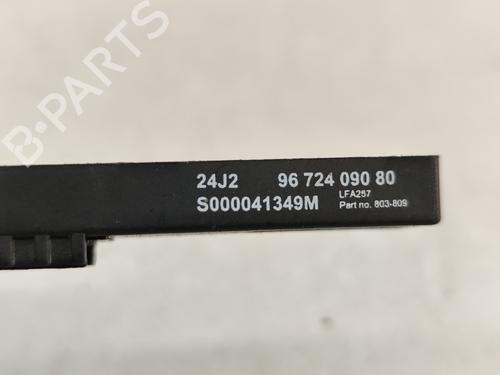 B-PARTS
24J2 96 724 090 80
LFA257
S000041349M Part no. 803-809